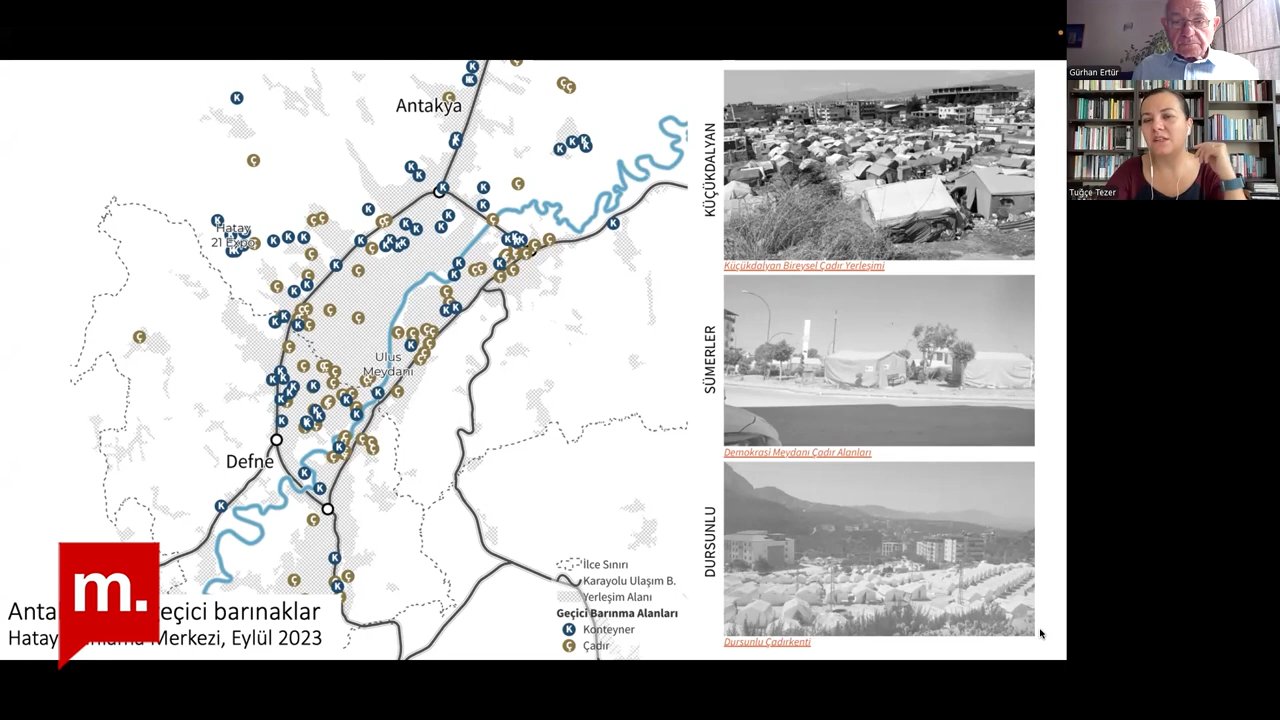 Antakya
Hatay
21 Expo
Ulus
Meydanı
Defne
İlçe Sınırı
Karayolu Ulaşım B.
Yerleşim Alanı
Geçici Barınma Alanları
K Konteyner
Ç Çadır
Anta
eçici barınaklar
Hatay
Merkezi, Eylül 2023
m.
KÜÇÜKDALYAN
Küçükdalyan Bireysel Çadır Yerleşimi
SÜMERLER
Demokrasi Meydanı Çadır Alanları
DURSUNLU
Dursunlu Çadırkenti
Gürhan Ertür
Tuğçe Tezer